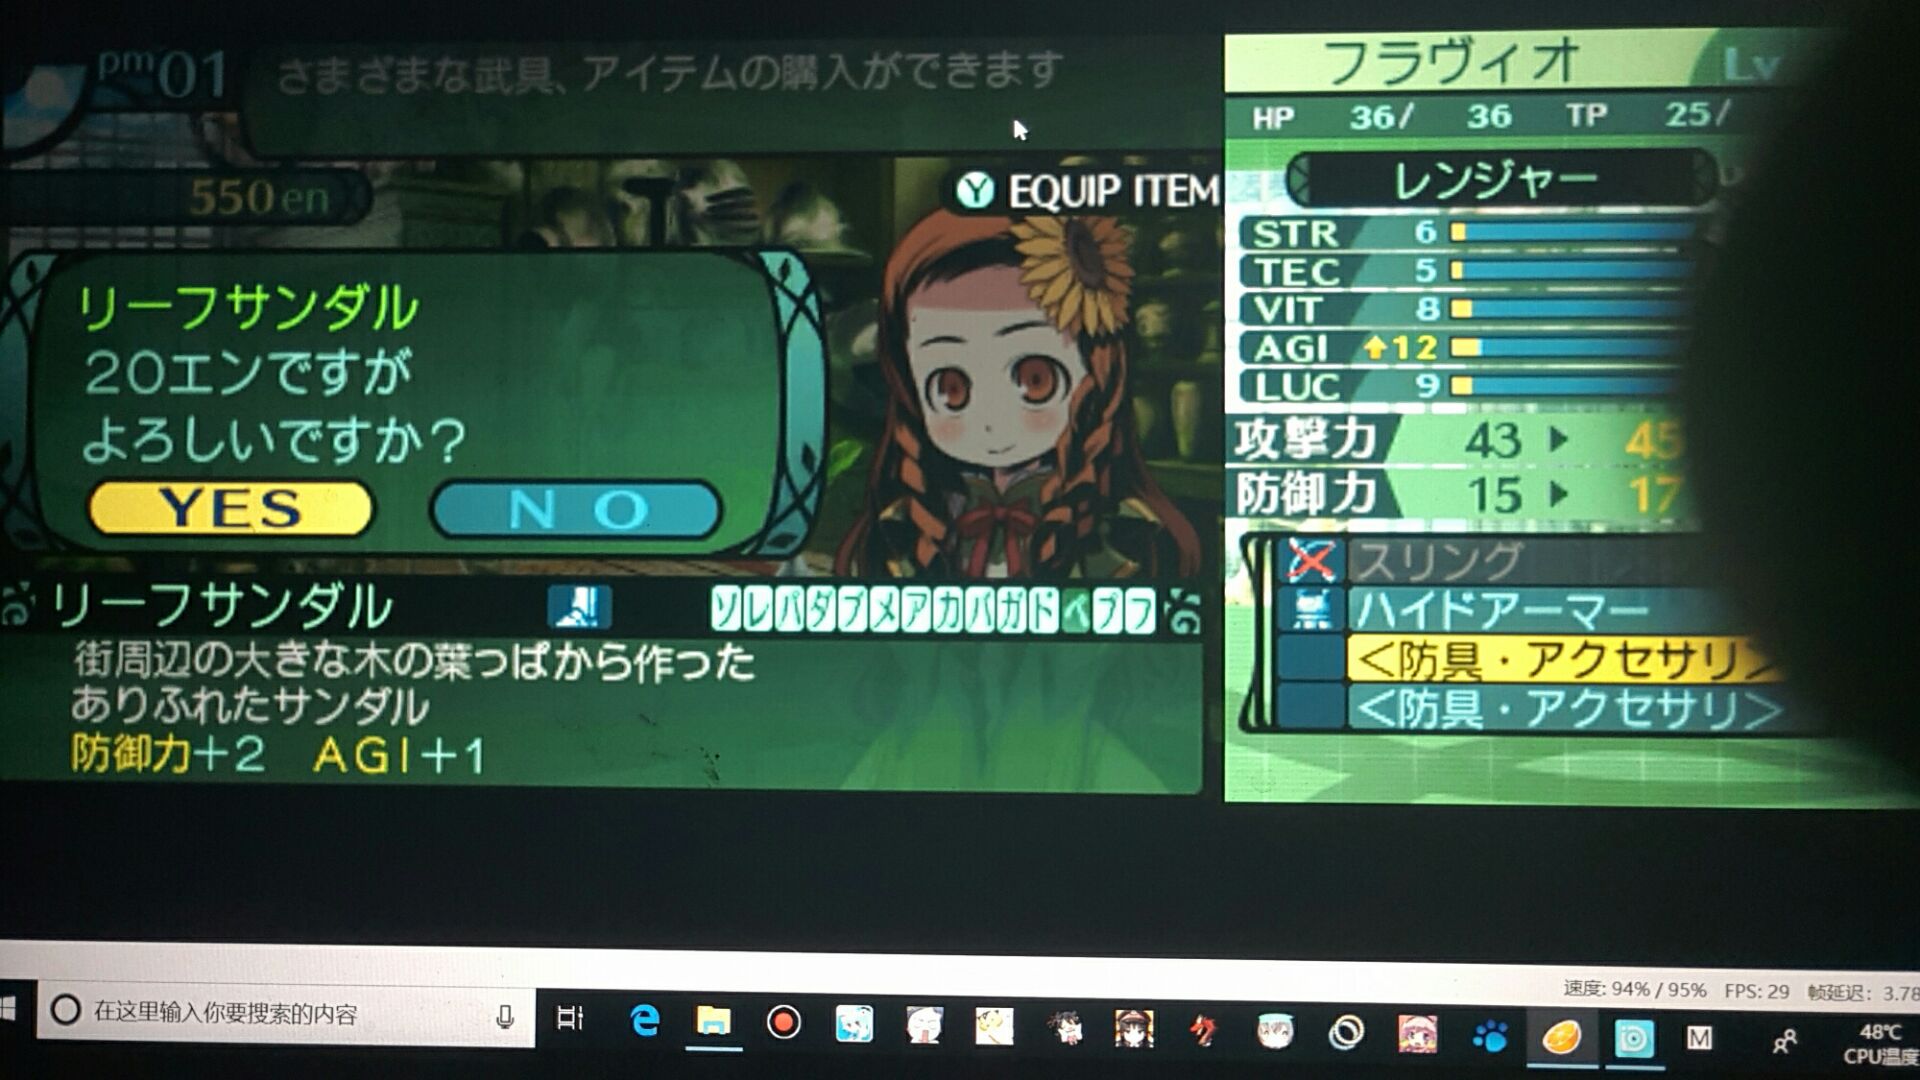 pm01
さまざまな武具、アイテムの購入ができます
550en
Y EQUIP ITEM
リーフサンダル
20エンですが
よろしいですか？
YES NO
リーフサンダル
ソレパダブメアカバガドペプフ
街周辺の大きな木の葉っぱから作った
ありふれたサンダル
防御力+2 AGI+1
フラヴィオ Lv
HP 36/ 36 TP 25/
レンジャー
STR 6
TEC 5
VIT 8
AGI ↑12
LUC 9
攻撃力 43 ▶ 45
防御力 15 ▶ 17
スリング
ハイドアーマー
<防具・アクセサリ>
<防具・アクセサリ>
速度: 94% / 95% FPS: 29 帧延迟: 3.78
在这里输入你要搜索的内容
M
48℃
CPU温度